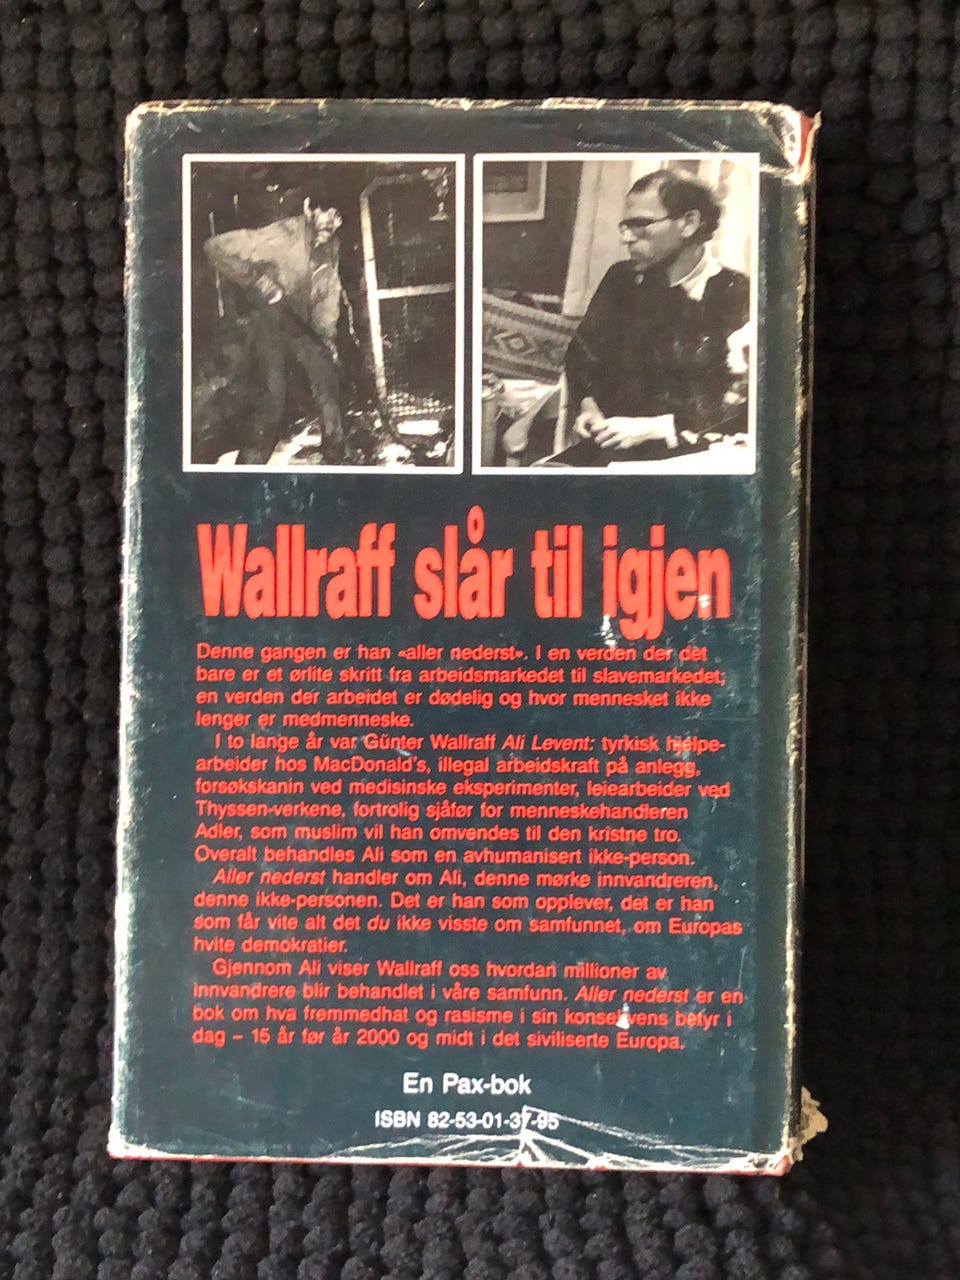 Wallraff slår til igjen
Denne gangen er han «aller nederst». I en verden der det
bare er et ørlite skritt fra arbeidsmarkedet til slavemarkedet;
en verden der arbeidet er dødelig og hvor mennesket ikke
lenger er medmenneske.
I to lange år var Günter Wallraff Ali Levent: tyrkisk hjelpe-
arbeider hos MacDonald's, illegal arbeidskraft på anlegg,
forsøkskanin ved medisinske eksperimenter, leiearbeider ved
Thyssen-verkene, fortrolig sjåfør for menneskehandleren
Adler, som muslim vil han omvendes til den kristne tro.
Overalt behandles Ali som en avhumanisert ikke-person.
Aller nederst handler om Ali, denne mørke innvandreren,
denne ikke-personen. Det er han som opplever, det er han
som får vite alt det du ikke visste om samfunnet, om Europas
hvite demokratier.
Gjennom Ali viser Wallraff oss hvordan millioner av
innvandrere blir behandlet i våre samfunn. Aller nederst er en
bok om hva fremmedhat og rasisme i sin konsekvens betyr i
dag – 15 år før år 2000 og midt i det siviliserte Europa.
En Pax-bok
ISBN 82-53-01-37-95